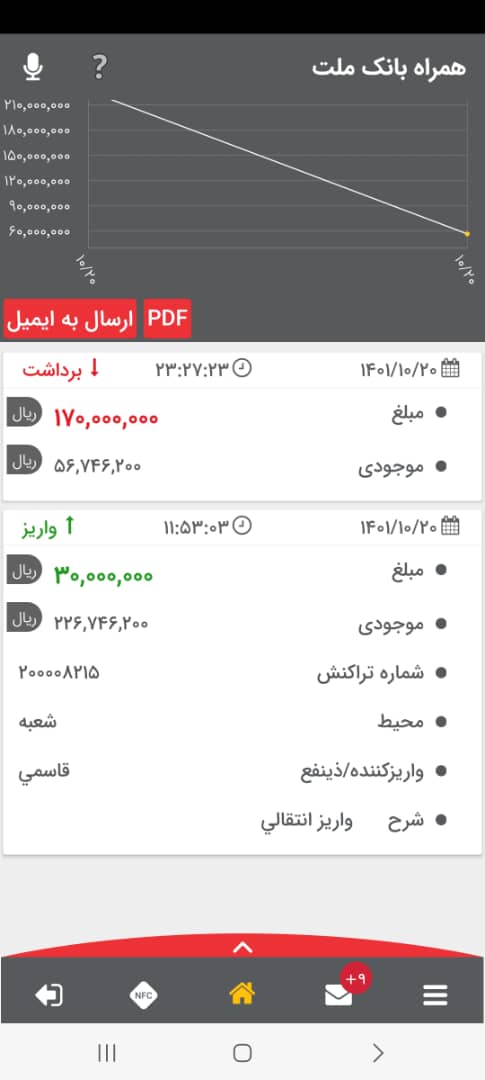 همراه بانک ملت
?
۲۱۰,۰۰۰,۰۰۰
۱۸۰,۰۰۰,۰۰۰
۱۵۰,۰۰۰,۰۰۰
۱۲۰,۰۰۰,۰۰۰
۹۰,۰۰۰,۰۰۰
۶۰,۰۰۰,۰۰۰
۱۰/۲۰ ۱۰/۲۰
PDF ارسال به ایمیل
۱۴۰۱/۱۰/۲۰ ۲۳:۲۷:۲۳ برداشت
مبلغ ۱۷۰,۰۰۰,۰۰۰ ریال
موجودی ۵۶,۷۴۶,۲۰۰ ریال
۱۴۰۱/۱۰/۲۰ ۱۱:۵۳:۰۳ واریز
مبلغ ۳۰,۰۰۰,۰۰۰ ریال
موجودی ۲۲۶,۷۴۶,۲۰۰ ریال
شماره تراکنش ۲۰۰۰۰۸۲۱۵
محیط شعبه
واریزکننده/ذینفع قاسمي
شرح واریز انتقالي
+۹
NFC